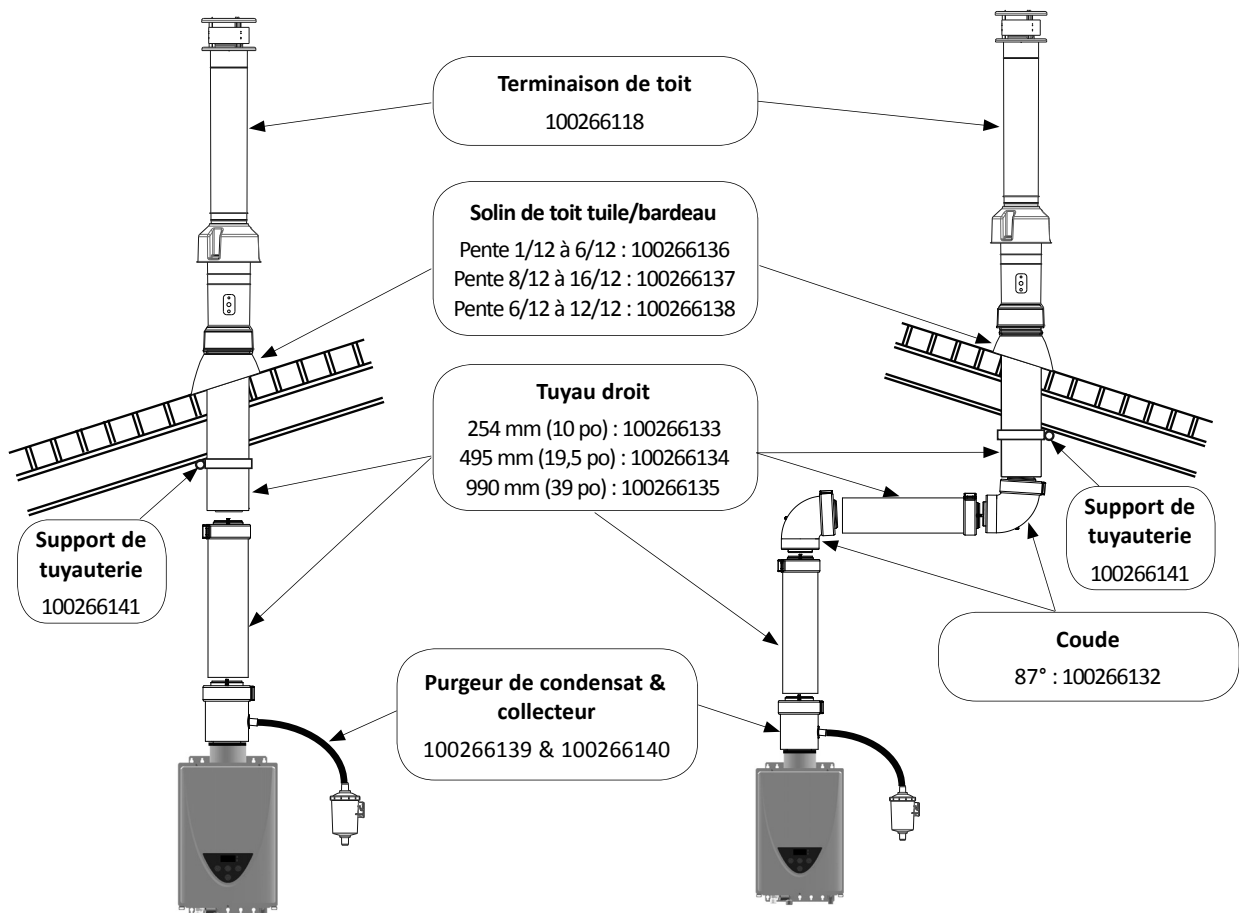 Terminaison de toit
100266118
Solin de toit tuile/bardeau
Pente 1/12 à 6/12 : 100266136
Pente 8/12 à 16/12 : 100266137
Pente 6/12 à 12/12 : 100266138
Tuyau droit
254 mm (10 po) : 100266133
495 mm (19,5 po) : 100266134
990 mm (39 po) : 100266135
Support de
tuyauterie
100266141
Support de
tuyauterie
100266141
Coude
87° : 100266132
Purgeur de condensat &
collecteur
100266139 & 100266140